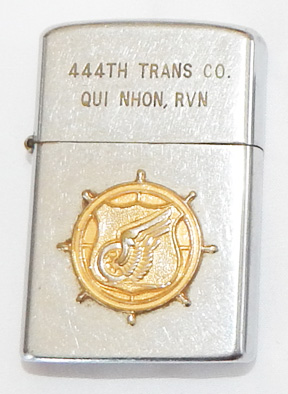 444TH TRANS CO.
QUI NHON, RVN